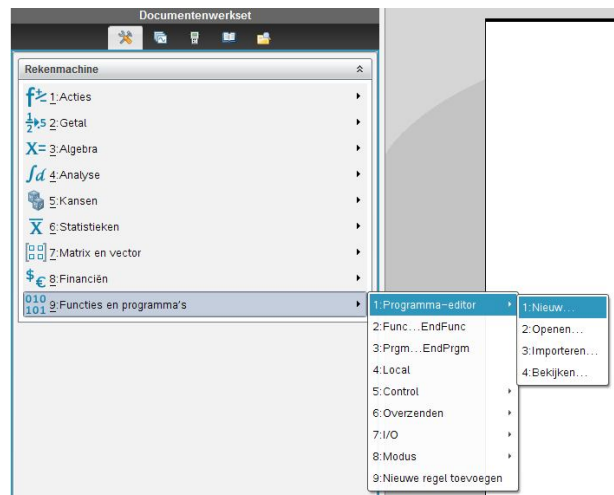 Documentenwerkset
Rekenmachine
1:Acties
2:Getal
X= 3:Algebra
∫d 4:Analyse
5:Kansen
X̅ 6:Statistieken
7:Matrix en vector
$€ 8:Financiën
010 101 9:Functies en programma's
1:Programma-editor
2:Func...EndFunc
3:Prgm...EndPrgm
4:Local
5:Control
6:Overzenden
7:I/O
8:Modus
9:Nieuwe regel toevoegen
1:Nieuw...
2:Openen...
3:Importeren...
4:Bekijken...